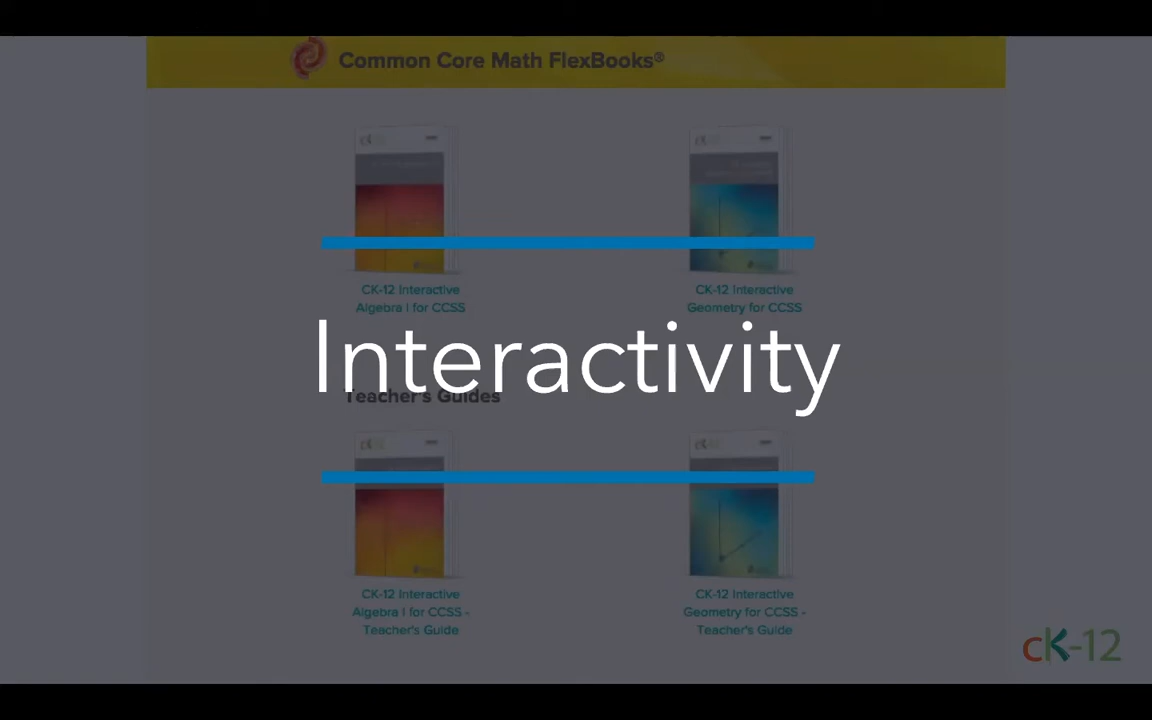 Common Core Math FlexBooks®
CK-12 Interactive
Algebra I for CCSS
CK-12 Interactive
Geometry for CCSS
Interactivity
Teacher's Guides
CK-12 Interactive
Algebra I for CCSS -
Teacher's Guide
CK-12 Interactive
Geometry for CCSS -
Teacher's Guide
cK-12